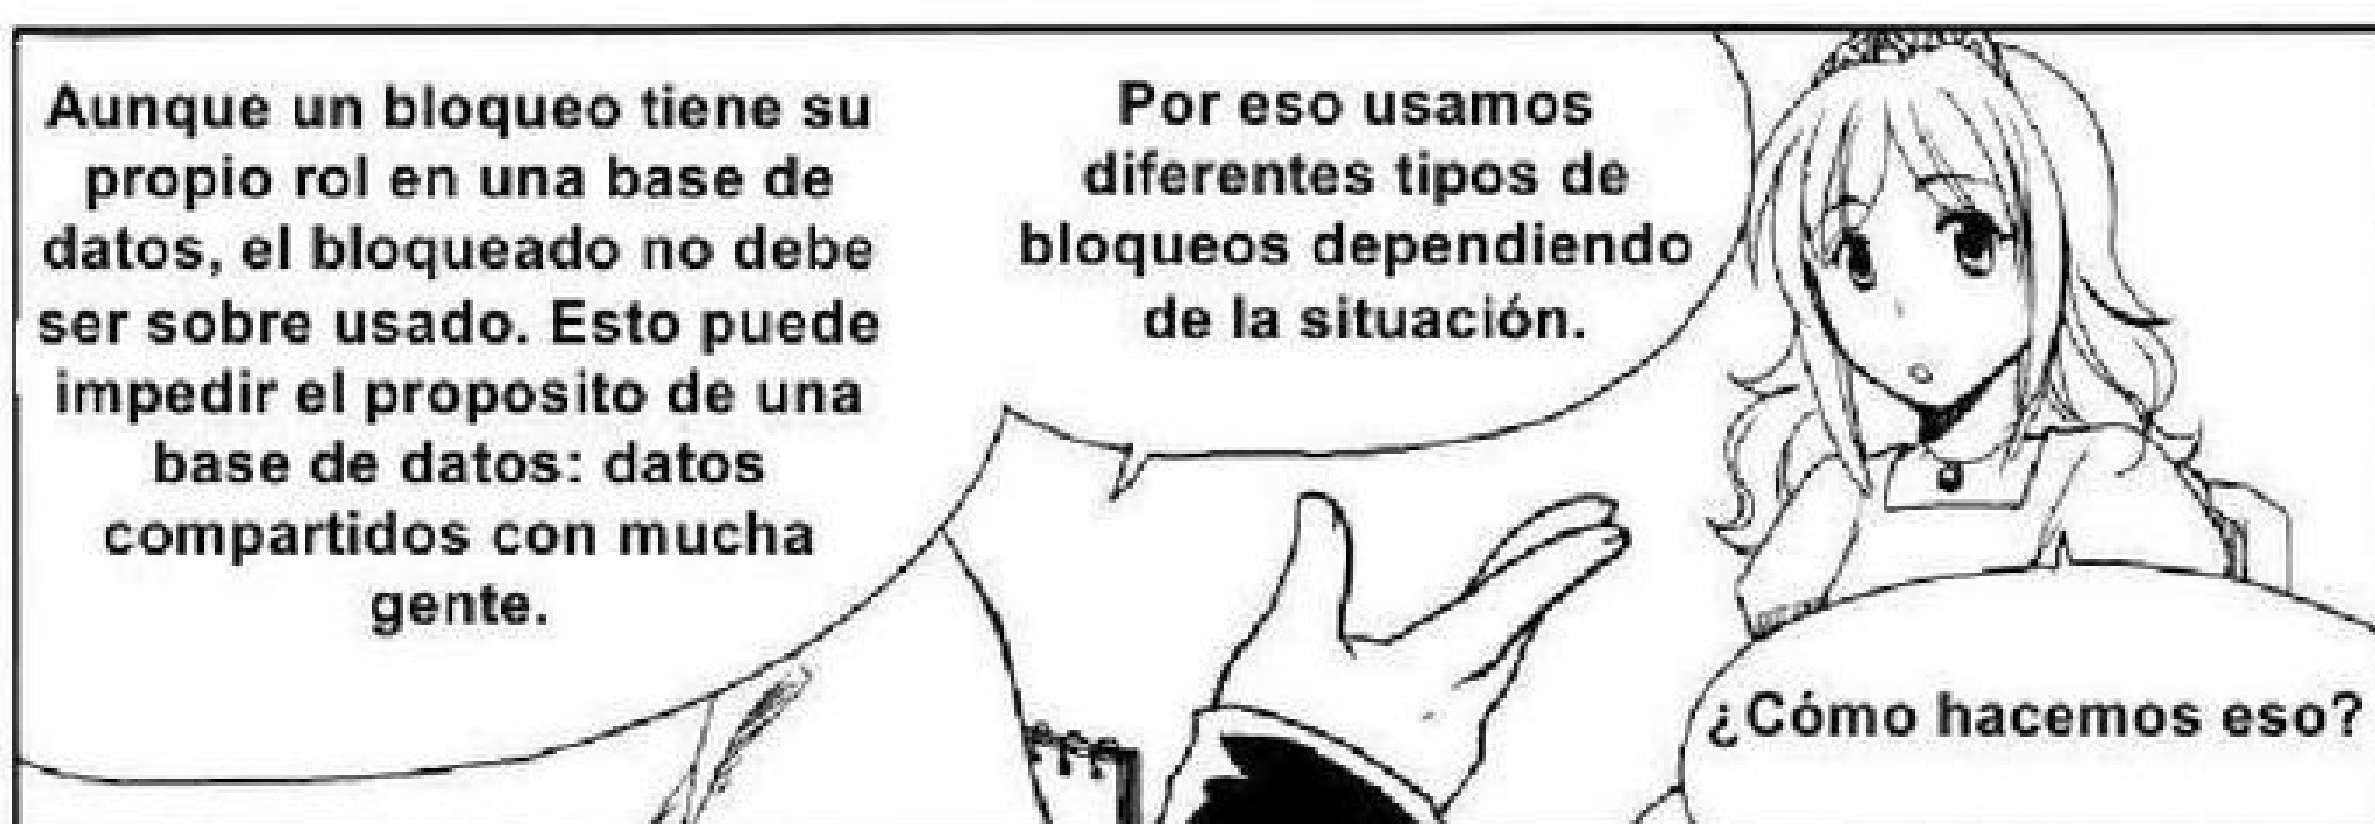 Aunque un bloqueo tiene su
propio rol en una base de
datos, el bloqueado no debe
ser sobre usado. Esto puede
impedir el proposito de una
base de datos: datos
compartidos con mucha
gente.
Por eso usamos
diferentes tipos de
bloqueos dependiendo
de la situación.
¿Cómo hacemos eso?